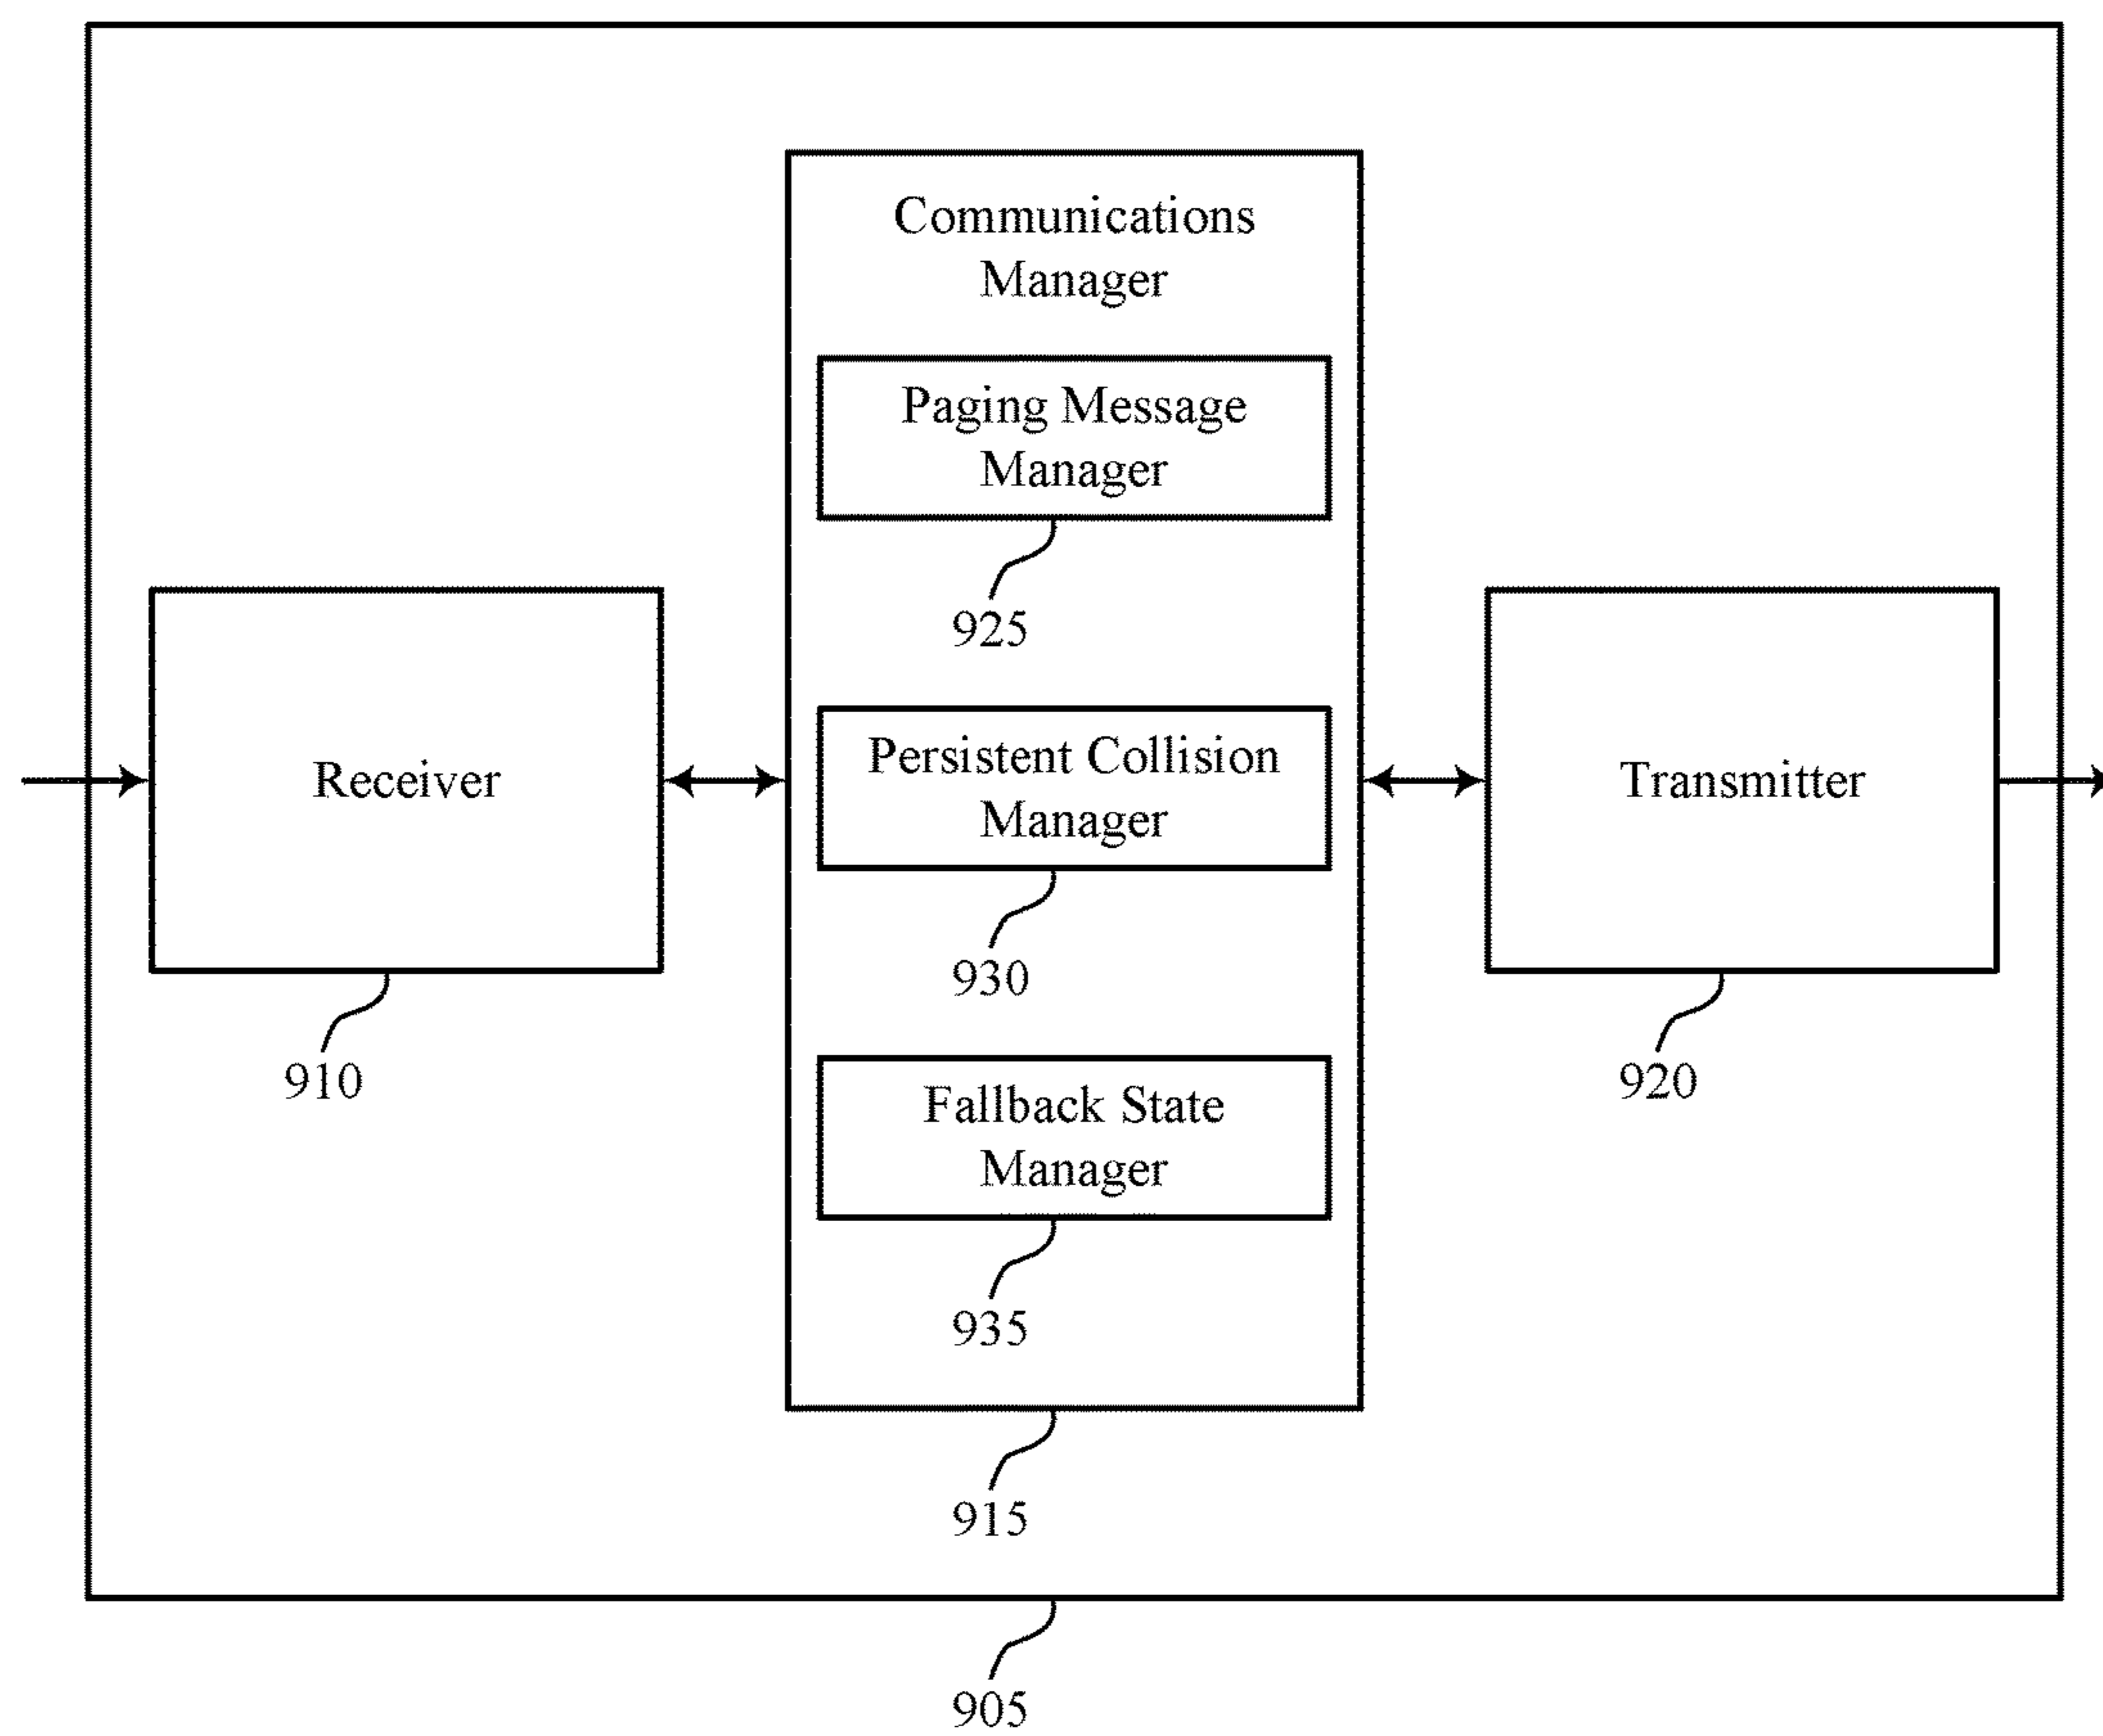 Communications
Manager
Paging Message
Manager
925
Receiver
Persistent Collision
Manager
Transmitter
930
910
920
Fallback State
Manager
935
915
905